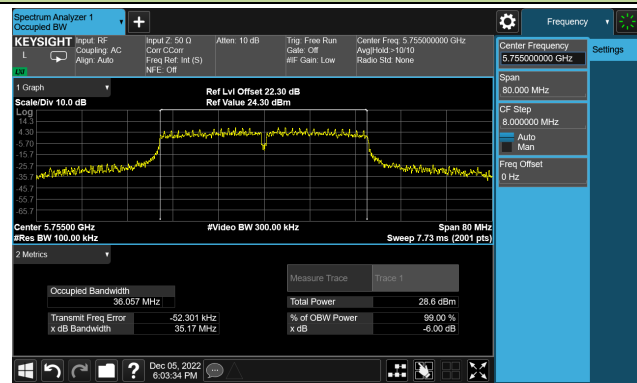 Spectrum Analyzer 1
Occupied BW
Frequency
KEYSIGHT
L
LXI
Input: RF
Coupling: AC
Align: Auto
Input Z: 50 Ω
Corr CCorr
Freq Ref: Int (S)
NFE: Off
Atten: 10 dB
Trig: Free Run
Gate: Off
#IF Gain: Low
Center Freq: 5.755000000 GHz
Avg|Hold:>10/10
Radio Std: None
Center Frequency
5.755000000 GHz
Settings
Span
80.000 MHz
CF Step
8.000000 MHz
Auto
Man
Freq Offset
0 Hz
1 Graph
Scale/Div 10.0 dB
Ref Lvl Offset 22.30 dB
Ref Value 24.30 dBm
Log
14.3
4.30
-5.70
-15.7
-25.7
-35.7
-45.7
-55.7
-65.7
Center 5.75500 GHz
#Res BW 100.00 kHz
#Video BW 300.00 kHz
Span 80 MHz
Sweep 7.73 ms (2001 pts)
2 Metrics
Measure Trace
Trace 1
Occupied Bandwidth
36.057 MHz
Total Power
28.6 dBm
Transmit Freq Error
-52.301 kHz
% of OBW Power
99.00 %
x dB Bandwidth
35.17 MHz
x dB
-6.00 dB
?
Dec 05, 2022
6:03:34 PM